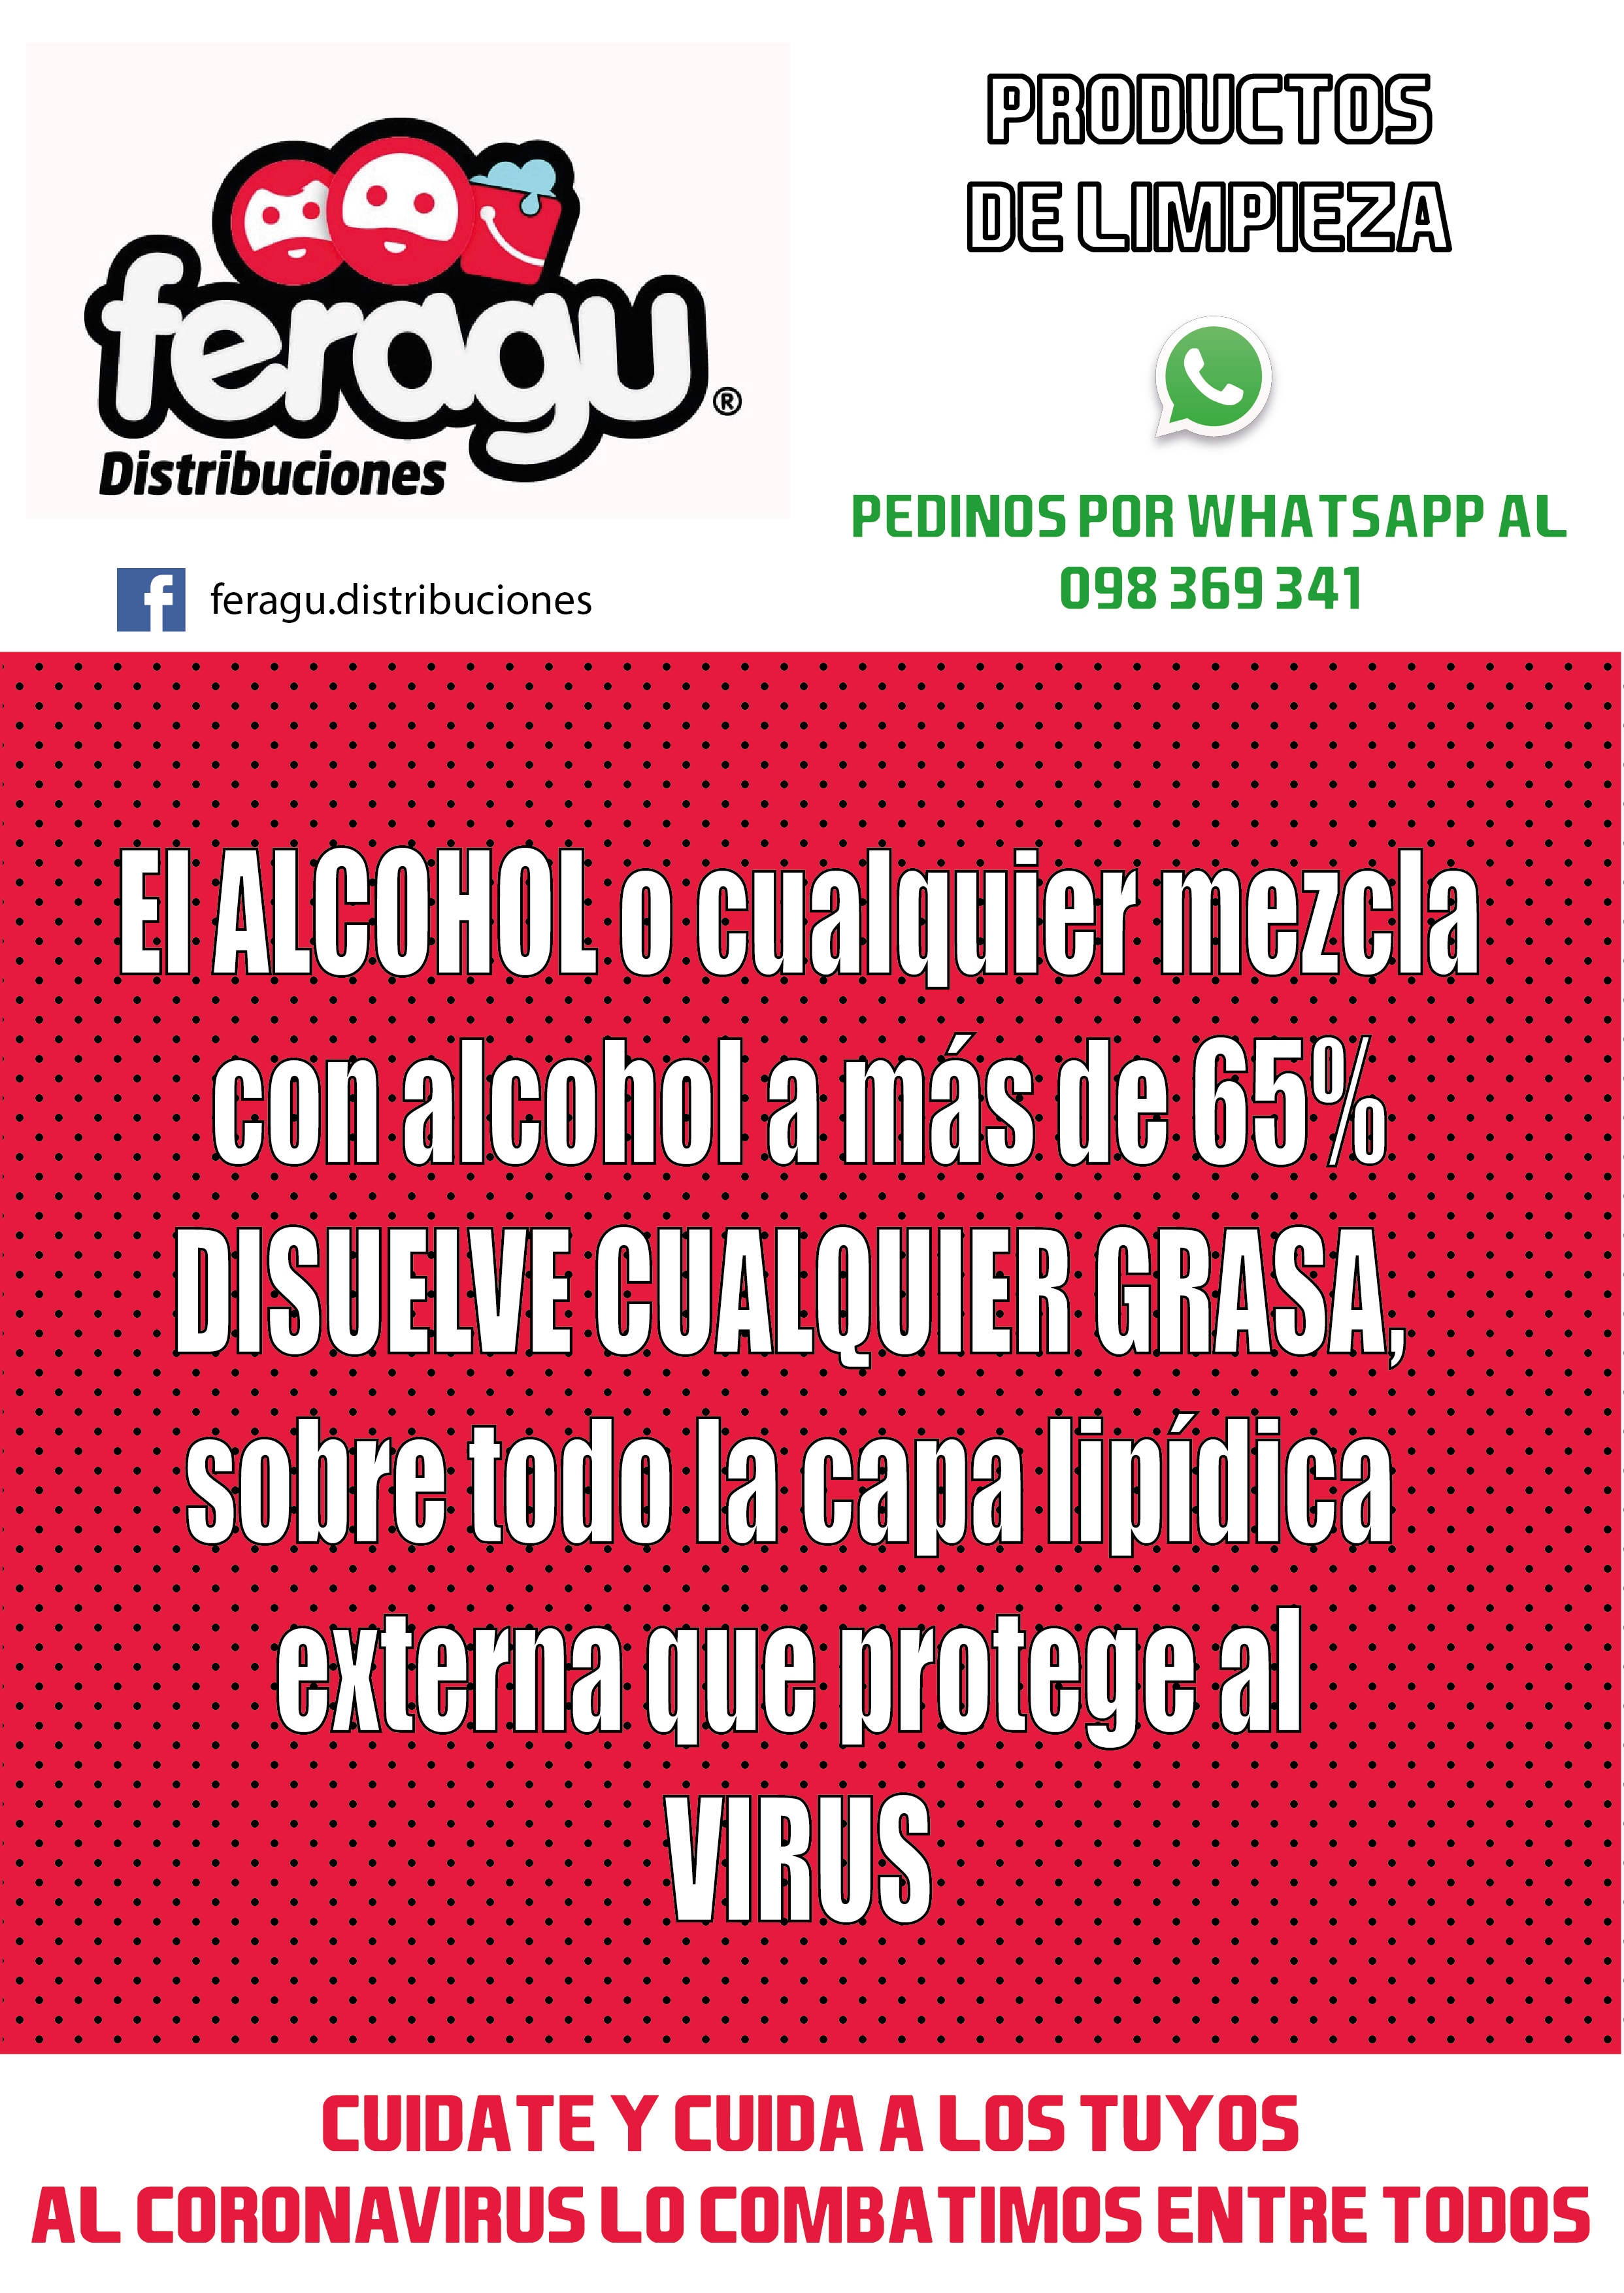 feragu®
Distribuciones
feragu.distribuciones
PRODUCTOS
DE LIMPIEZA
PEDINOS POR WHATSAPP AL
098 369 341
El ALCOHOL o cualquier mezcla
con alcohol a más de 65%
DISUELVE CUALQUIER GRASA,
sobre todo la capa lipídica
externa que protege al
VIRUS
CUIDATE Y CUIDA A LOS TUYOS
AL CORONAVIRUS LO COMBATIMOS ENTRE TODOS